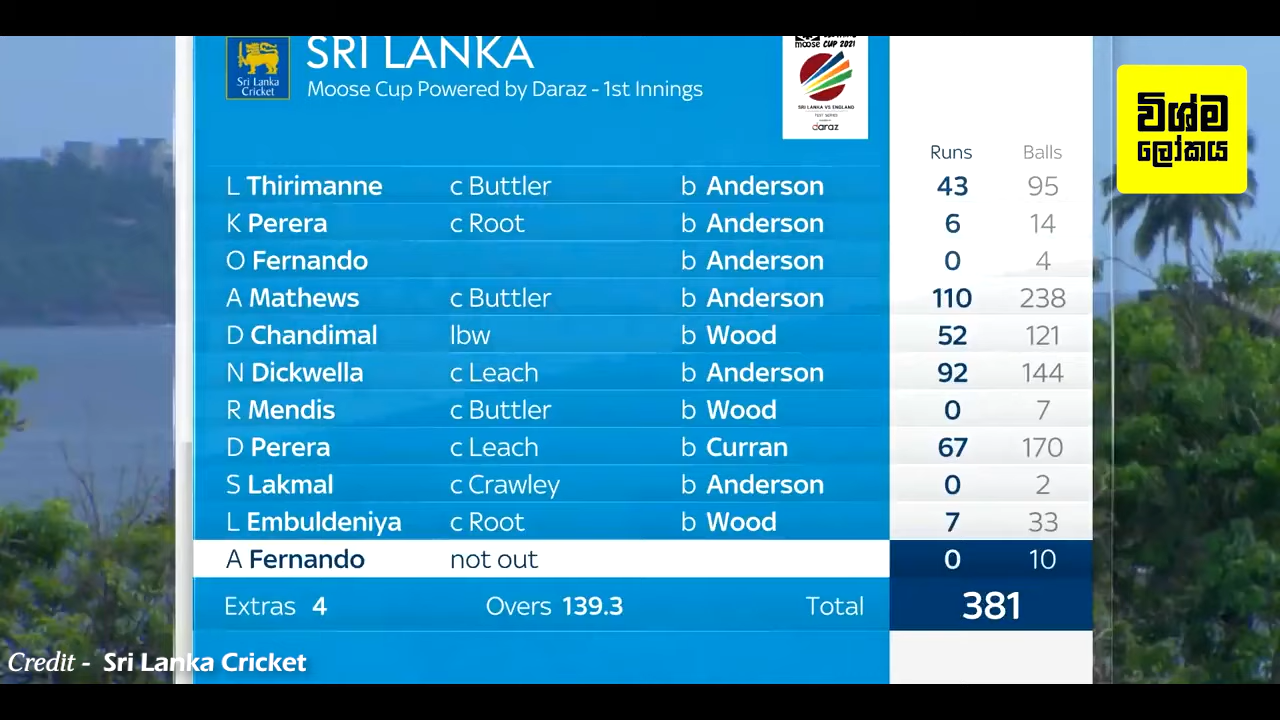 SRI LANKA
Moose Cup Powered by Daraz - 1st Innings
Sri Lanka
Cricket
moose CUP 2021
SRI LANKA VS ENGLAND
TEST SERIES
daraz
විශ්ම
ලෝකය
Runs Balls
L Thirimanne c Buttler b Anderson 43 95
K Perera c Root b Anderson 6 14
O Fernando b Anderson 0 4
A Mathews c Buttler b Anderson 110 238
D Chandimal lbw b Wood 52 121
N Dickwella c Leach b Anderson 92 144
R Mendis c Buttler b Wood 0 7
D Perera c Leach b Curran 67 170
S Lakmal c Crawley b Anderson 0 2
L Embuldeniya c Root b Wood 7 33
A Fernando not out 0 10
Extras 4 Overs 139.3 Total 381
Credit - Sri Lanka Cricket